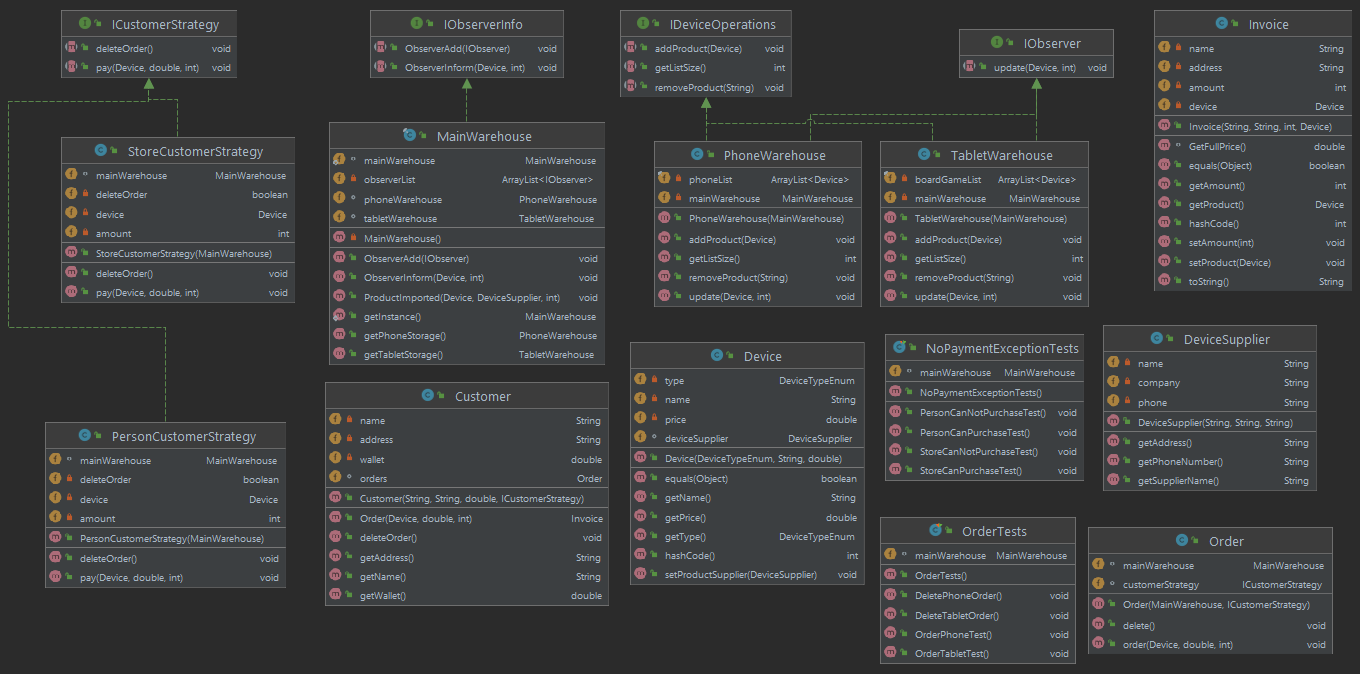 ICustomerStrategy
deleteOrder() void
pay(Device, double, int) void
IObserverInfo
ObserverAdd(IObserver) void
ObserverInform(Device, int) void
IDeviceOperations
addProduct(Device) void
getListSize() int
removeProduct(String) void
IObserver
update(Device, int) void
Invoice
name String
address String
amount int
device Device
Invoice(String, String, int, Device)
GetFullPrice() double
equals(Object) boolean
getAmount() int
getProduct() Device
hashCode() int
setAmount(int) void
setProduct(Device) void
toString() String
StoreCustomerStrategy
mainWarehouse MainWarehouse
deleteOrder boolean
device Device
amount int
StoreCustomerStrategy(MainWarehouse)
deleteOrder() void
pay(Device, double, int) void
MainWarehouse
mainWarehouse MainWarehouse
observerList ArrayList<IObserver>
phoneWarehouse PhoneWarehouse
tabletWarehouse TabletWarehouse
MainWarehouse()
ObserverAdd(IObserver) void
ObserverInform(Device, int) void
ProductImported(Device, DeviceSupplier, int) void
getInstance() MainWarehouse
getPhoneStorage() PhoneWarehouse
getTabletStorage() TabletWarehouse
PhoneWarehouse
phoneList ArrayList<Device>
mainWarehouse MainWarehouse
PhoneWarehouse(MainWarehouse)
addProduct(Device) void
getListSize() int
removeProduct(String) void
update(Device, int) void
TabletWarehouse
boardGameList ArrayList<Device>
mainWarehouse MainWarehouse
TabletWarehouse(MainWarehouse)
addProduct(Device) void
getListSize() int
removeProduct(String) void
update(Device, int) void
PersonCustomerStrategy
mainWarehouse MainWarehouse
deleteOrder boolean
device Device
amount int
PersonCustomerStrategy(MainWarehouse)
deleteOrder() void
pay(Device, double, int) void
Customer
name String
address String
wallet double
orders Order
Customer(String, String, double, ICustomerStrategy)
Order(Device, double, int) Invoice
deleteOrder() void
getAddress() String
getName() String
getWallet() double
Device
type DeviceTypeEnum
name String
price double
deviceSupplier DeviceSupplier
Device(DeviceTypeEnum, String, double)
equals(Object) boolean
getName() String
getPrice() double
getType() DeviceTypeEnum
hashCode() int
setProductSupplier(DeviceSupplier) void
NoPaymentExceptionTests
mainWarehouse MainWarehouse
NoPaymentExceptionTests()
PersonCanNotPurchaseTest() void
PersonCanPurchaseTest() void
StoreCanNotPurchaseTest() void
StoreCanPurchaseTest() void
DeviceSupplier
name String
company String
phone String
DeviceSupplier(String, String, String)
getAddress() String
getPhoneNumber() String
getSupplierName() String
OrderTests
mainWarehouse MainWarehouse
OrderTests()
DeletePhoneOrder() void
DeleteTabletOrder() void
OrderPhoneTest() void
OrderTabletTest() void
Order
mainWarehouse MainWarehouse
customerStrategy ICustomerStrategy
Order(MainWarehouse, ICustomerStrategy)
delete() void
order(Device, double, int) void